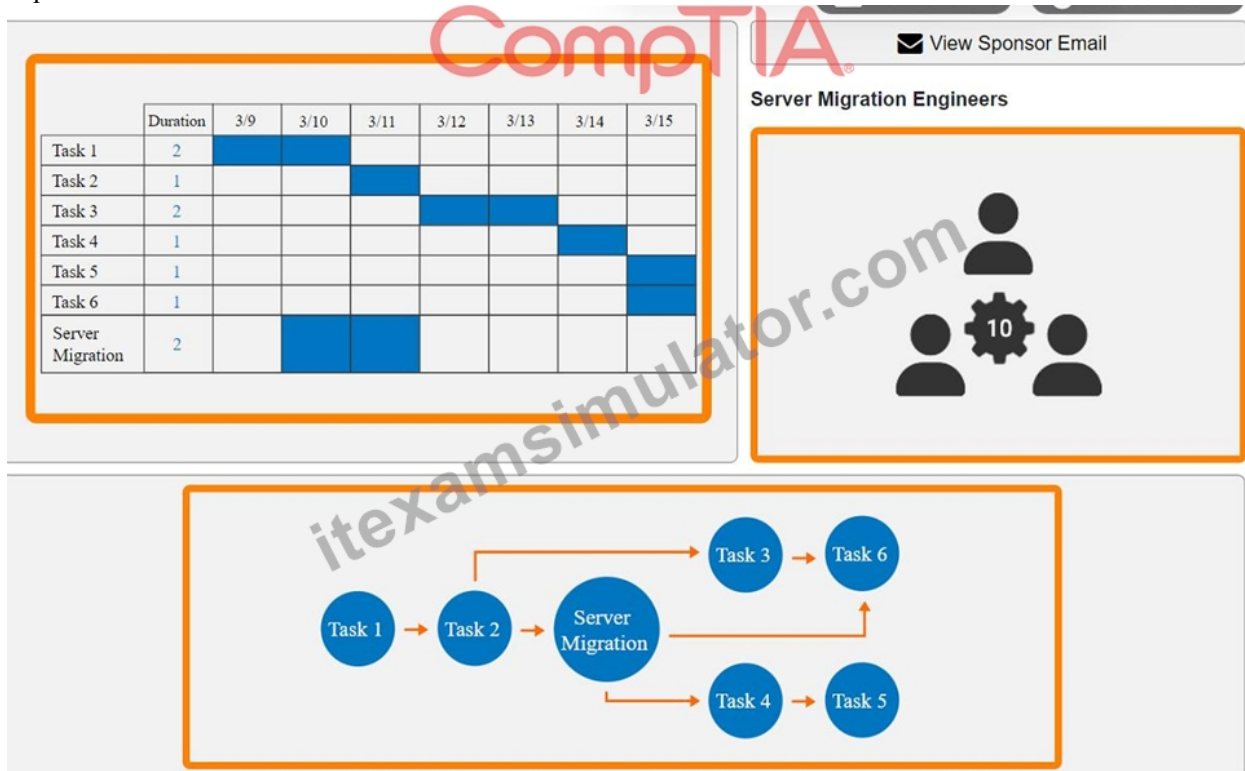 CompTIA®
View Sponsor Email
Server Migration Engineers
Duration 3/9 3/10 3/11 3/12 3/13 3/14 3/15
Task 1 2
Task 2 1
Task 3 2
Task 4 1
Task 5 1
Task 6 1
Server
Migration 2
10
itexamsimulator.com
Task 3 Task 6
Task 1 Task 2 Server
Migration
Task 4 Task 5